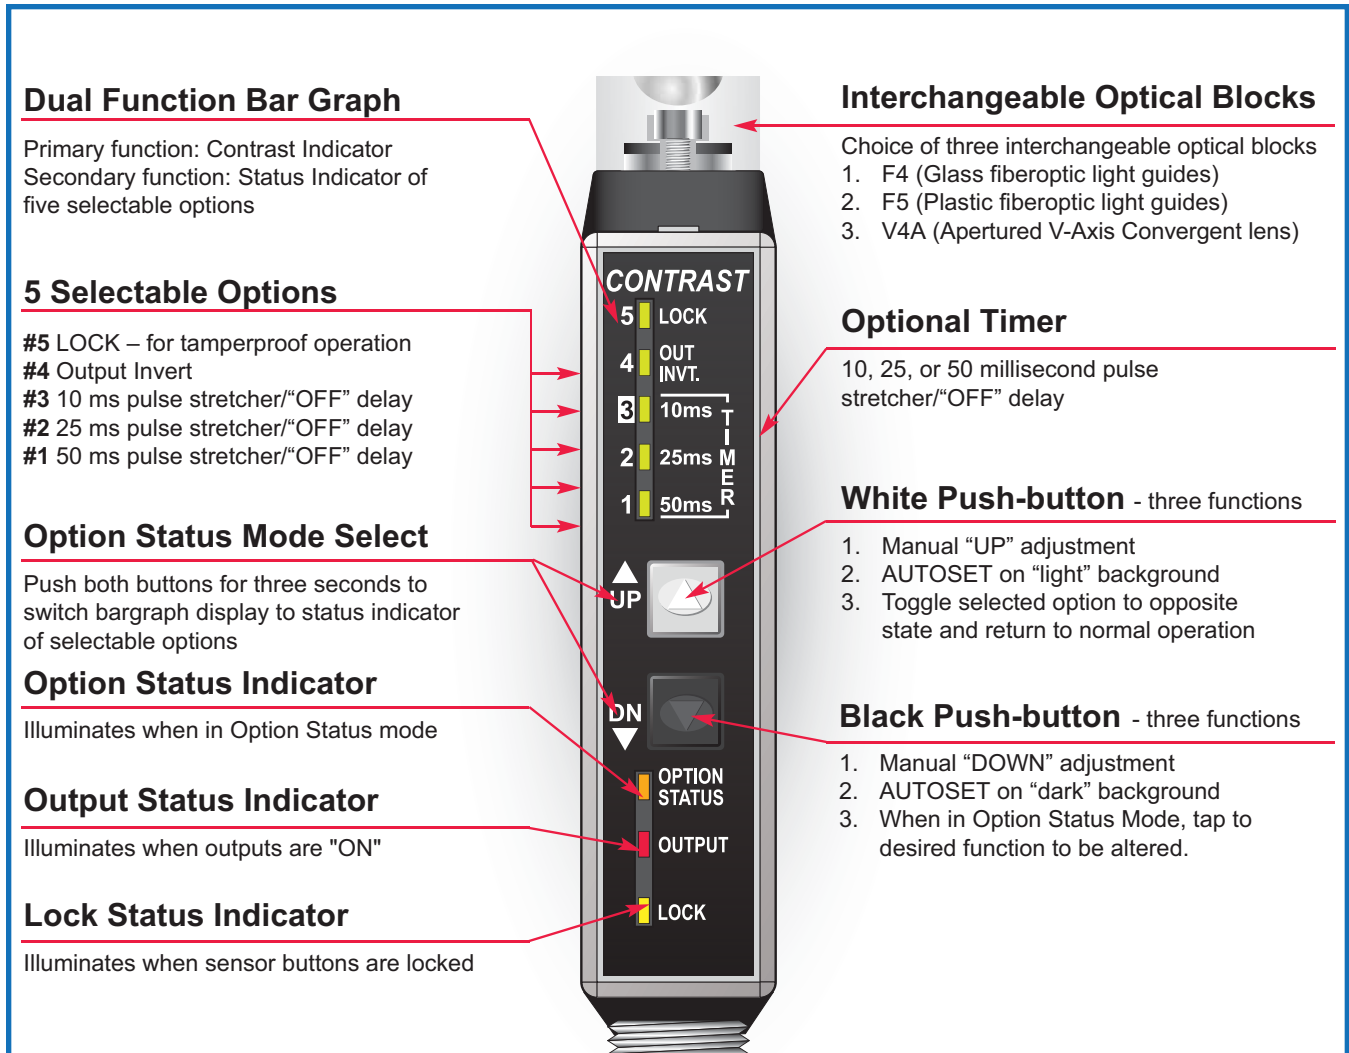 Dual Function Bar Graph
Primary function: Contrast Indicator
Secondary function: Status Indicator of
five selectable options
5 Selectable Options
#5 LOCK – for tamperproof operation
#4 Output Invert
#3 10 ms pulse stretcher/“OFF” delay
#2 25 ms pulse stretcher/“OFF” delay
#1 50 ms pulse stretcher/“OFF” delay
Option Status Mode Select
Push both buttons for three seconds to
switch bargraph display to status indicator
of selectable options
Option Status Indicator
Illuminates when in Option Status mode
Output Status Indicator
Illuminates when outputs are "ON"
Lock Status Indicator
Illuminates when sensor buttons are locked
CONTRAST
5 LOCK
4 OUT
INVT.
3 10ms
2 25ms
1 50ms
TIMER
UP
DN
OPTION
STATUS
OUTPUT
LOCK
Interchangeable Optical Blocks
Choice of three interchangeable optical blocks
1. F4 (Glass fiberoptic light guides)
2. F5 (Plastic fiberoptic light guides)
3. V4A (Apertured V-Axis Convergent lens)
Optional Timer
10, 25, or 50 millisecond pulse
stretcher/“OFF” delay
White Push-button - three functions
1. Manual “UP” adjustment
2. AUTOSET on “light” background
3. Toggle selected option to opposite
state and return to normal operation
Black Push-button - three functions
1. Manual “DOWN” adjustment
2. AUTOSET on “dark” background
3. When in Option Status Mode, tap to
desired function to be altered.